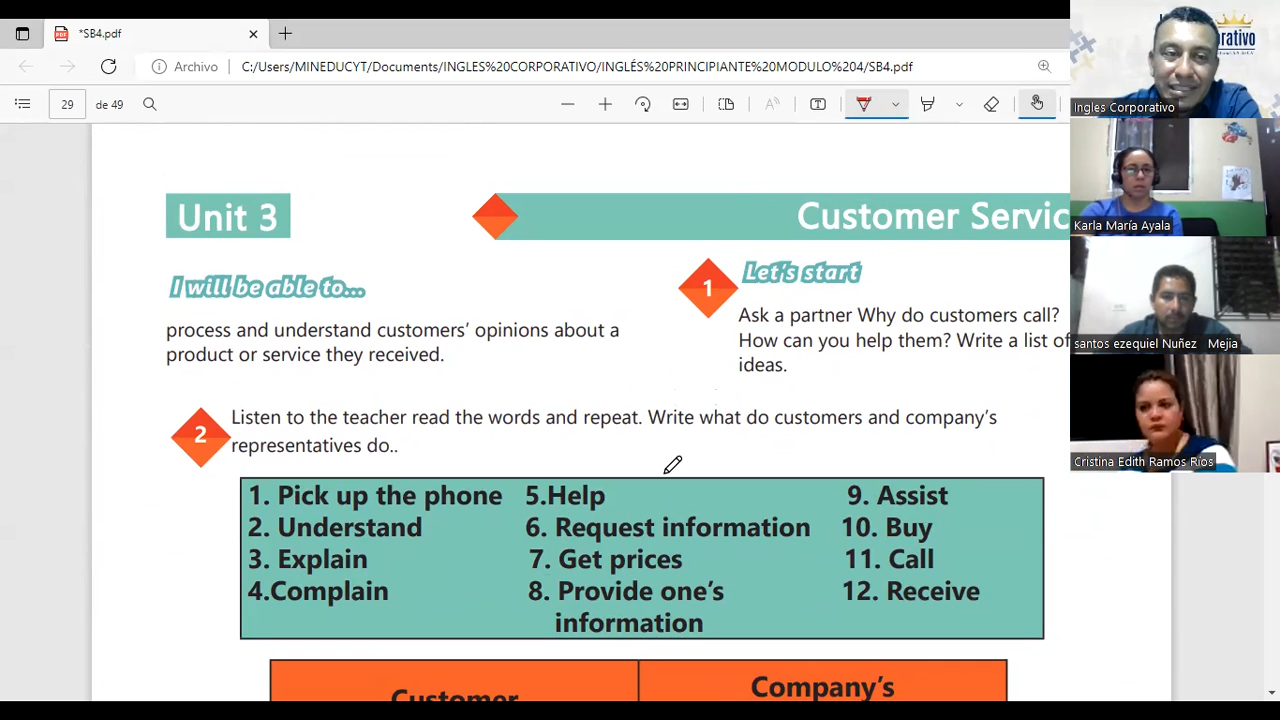 *SB4.pdf
Archivo
C:/Users/MINEDUCYT/Documents/INGLES%20CORPORATIVO/INGLÉS%20PRINCIPIANTE%20MODULO%204/SB4.pdf
29
de 49
Unit 3
Customer Servic
I will be able to...
process and understand customers' opinions about a
product or service they received.
1
Let's start
Ask a partner Why do customers call?
How can you help them? Write a list of
ideas.
2
Listen to the teacher read the words and repeat. Write what do customers and company's
representatives do..
1. Pick up the phone
2. Understand
3. Explain
4.Complain
5.Help
6. Request information
7. Get prices
8. Provide one's
information
9. Assist
10. Buy
11. Call
12. Receive
Customer
Company's
Ingles Corporativo
Karla María Ayala
santos ezequiel Nuñez Mejia
Cristina Edith Ramos Ríos